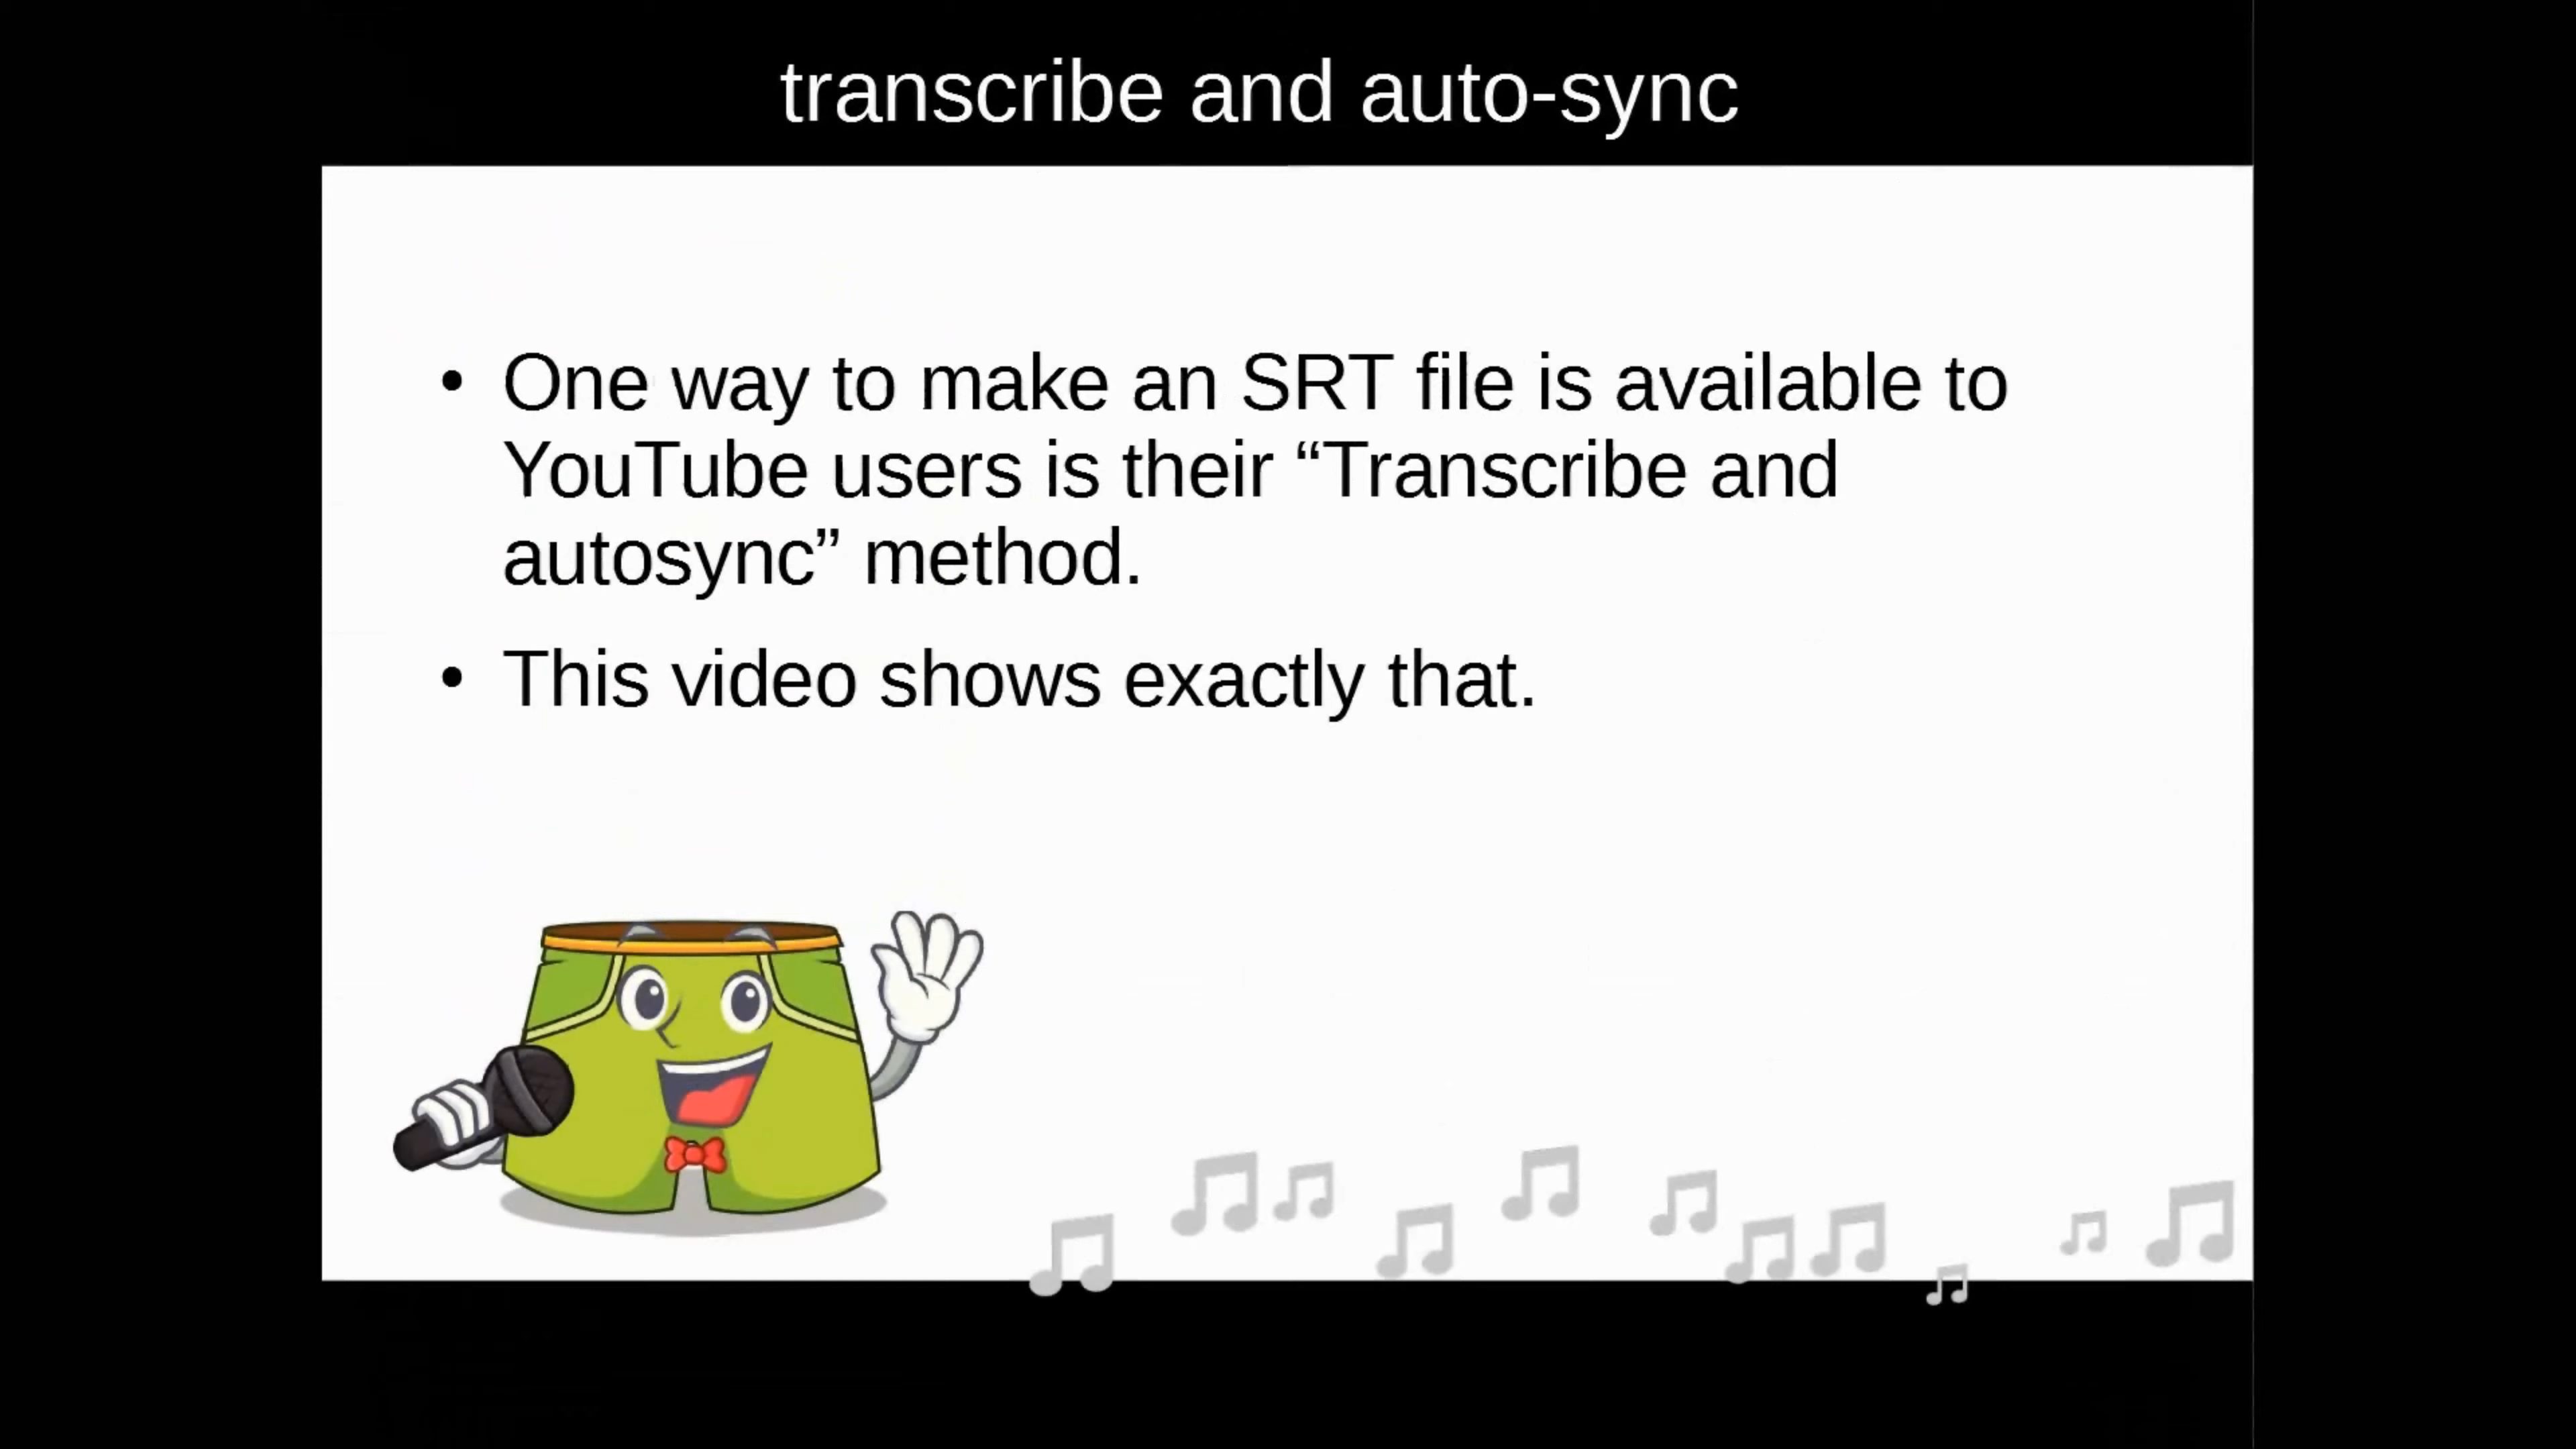 transcribe and auto-sync
• One way to make an SRT file is available to
YouTube users is their “Transcribe and
autosync” method.
• This video shows exactly that.